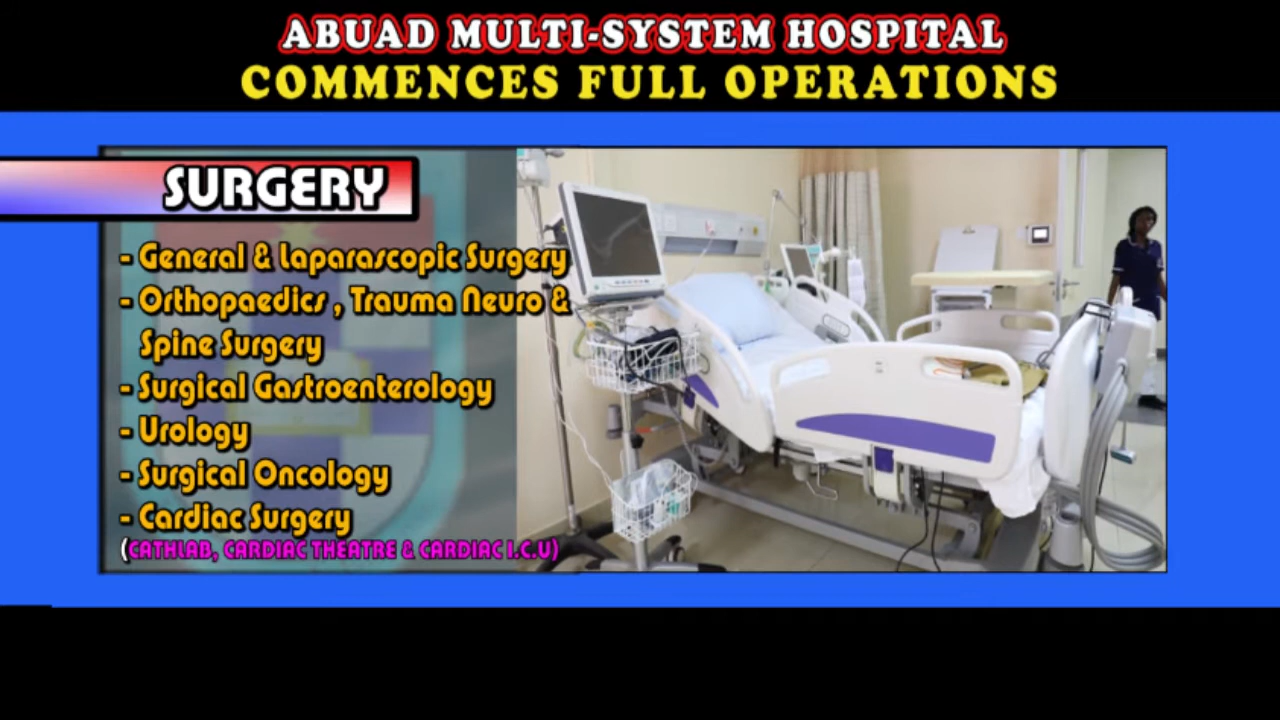 ABUAD MULTI-SYSTEM HOSPITAL
COMMENCES FULL OPERATIONS
SURGERY
- General & Laparascopic Surgery
- Orthopaedics , Trauma Neuro &
Spine Surgery
- Surgical Gastroenterology
- Urology
- Surgical Oncology
- Cardiac Surgery
(CATHLAB, CARDIAC THEATRE & CARDIAC I.C.U)